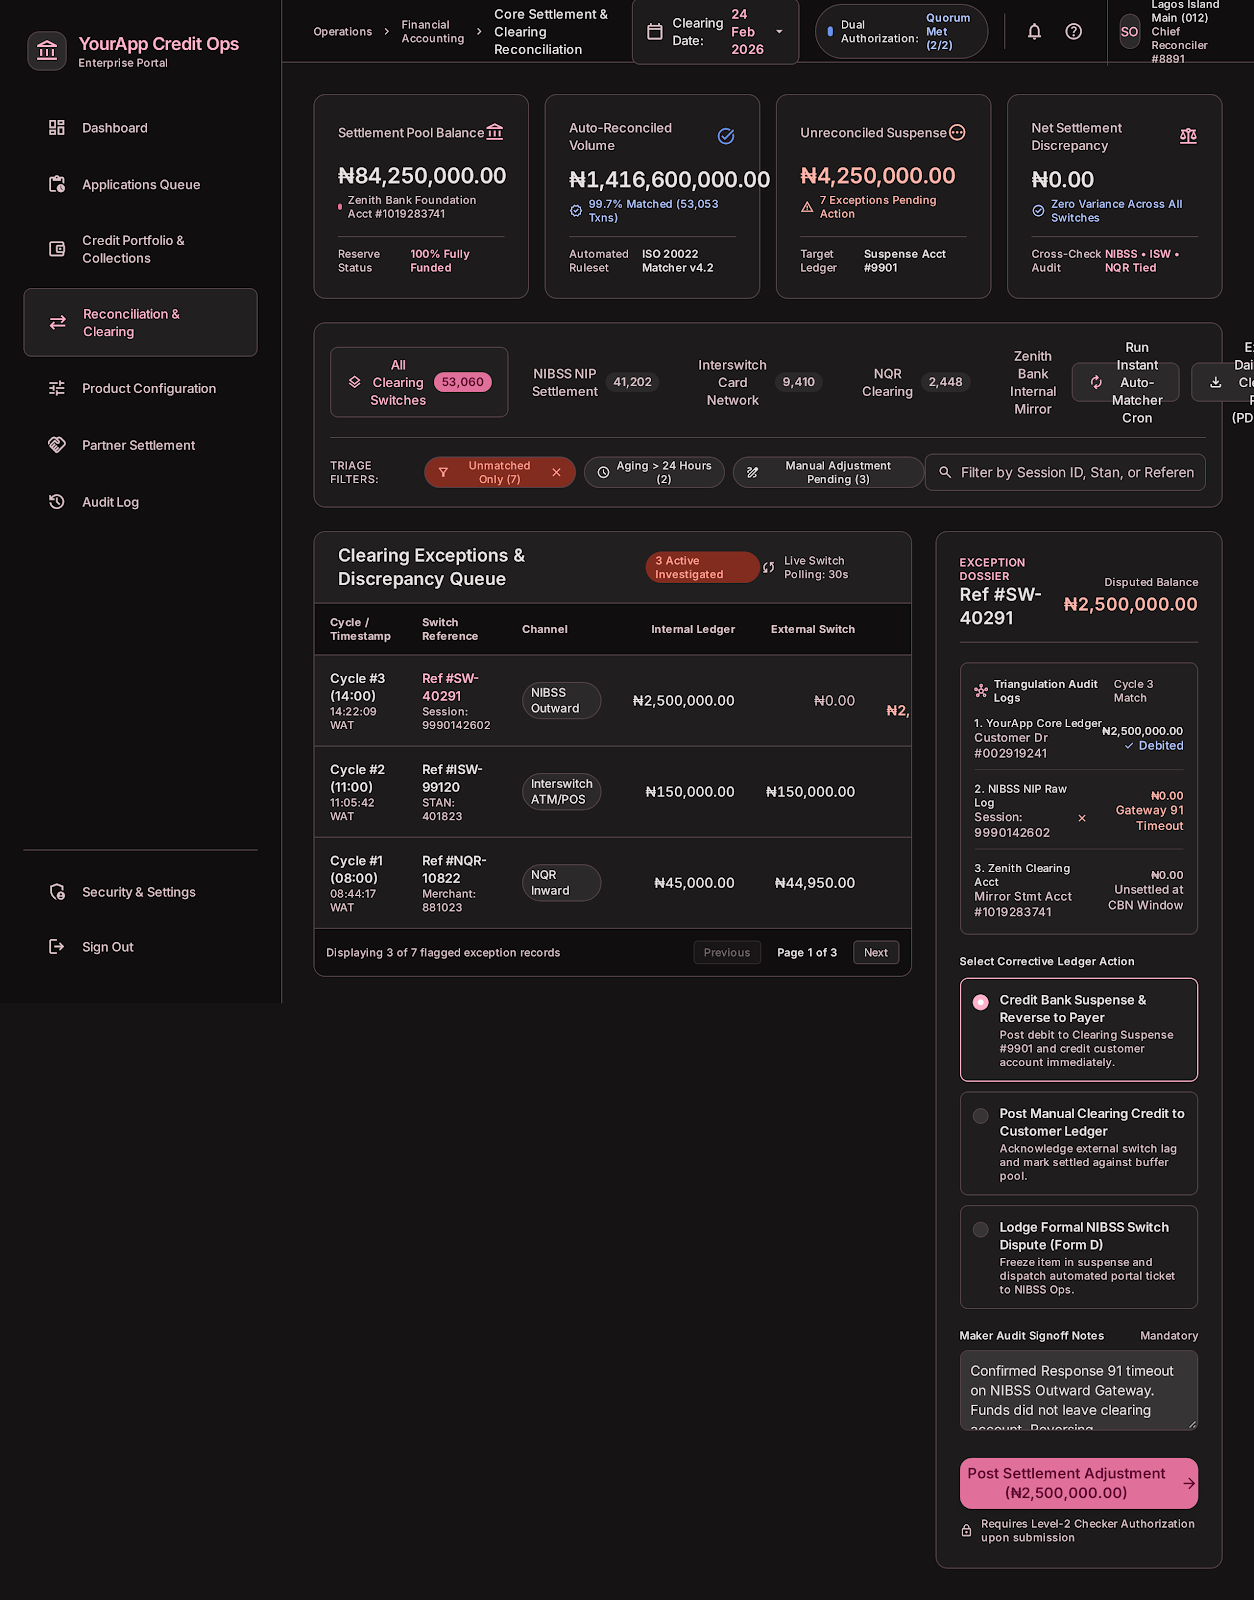 YourApp Credit Ops
Enterprise Portal
Dashboard
Applications Queue
Credit Portfolio &
Collections
Reconciliation &
Clearing
Product Configuration
Partner Settlement
Audit Log
Security & Settings
Sign Out
Operations
Financial
Accounting
Core Settlement &
Clearing
Reconciliation
Clearing
Date:
24
Feb
2026
Dual
Authorization:
Quorum
Met
(2/2)
SO
Lagos Island
Main (012)
Chief
Reconciler
#8891
Settlement Pool Balance
₦84,250,000.00
Zenith Bank Foundation
Acct #1019283741
Reserve
Status
100% Fully
Funded
Auto-Reconciled
Volume
₦1,416,600,000.00
99.7% Matched (53,053
Txns)
Automated
Ruleset
ISO 20022
Matcher v4.2
Unreconciled Suspense
₦4,250,000.00
7 Exceptions Pending
Action
Target
Ledger
Suspense Acct
#9901
Net Settlement
Discrepancy
₦0.00
Zero Variance Across All
Switches
Cross-Check
Audit
NIBSS • ISW •
NQR Tied
All
Clearing
Switches
53,060
NIBSS NIP
Settlement
41,202
Interswitch
Card
Network
9,410
NQR
Clearing
2,448
Zenith
Bank
Internal
Mirror
Run
Instant
Auto-
Matcher
Cron
TRIAGE
FILTERS:
Unmatched
Only (7)
Aging > 24 Hours
(2)
Manual Adjustment
Pending (3)
Filter by Session ID, Stan, or Referen
Clearing Exceptions &
Discrepancy Queue
3 Active
Investigated
Live Switch
Polling: 30s
Cycle /
Timestamp
Switch
Reference
Channel
Internal Ledger
External Switch
Cycle #3
(14:00)
14:22:09
WAT
Ref #SW-
40291
Session:
9990142602
NIBSS
Outward
₦2,500,000.00
₦0.00
₦2,
Cycle #2
(11:00)
11:05:42
WAT
Ref #ISW-
99120
STAN:
401823
Interswitch
ATM/POS
₦150,000.00
₦150,000.00
Cycle #1
(08:00)
08:44:17
WAT
Ref #NQR-
10822
Merchant:
881023
NQR
Inward
₦45,000.00
₦44,950.00
Displaying 3 of 7 flagged exception records
Previous
Page 1 of 3
Next
EXCEPTION
DOSSIER
Ref #SW-
40291
Disputed Balance
₦2,500,000.00
Triangulation Audit
Logs
Cycle 3
Match
1. YourApp Core Ledger
Customer Dr
#002919241
₦2,500,000.00
Debited
2. NIBSS NIP Raw
Log
Session:
9990142602
₦0.00
Gateway 91
Timeout
3. Zenith Clearing
Acct
Mirror Stmt Acct
#1019283741
₦0.00
Unsettled at
CBN Window
Select Corrective Ledger Action
Credit Bank Suspense &
Reverse to Payer
Post debit to Clearing Suspense
#9901 and credit customer
account immediately.
Post Manual Clearing Credit to
Customer Ledger
Acknowledge external switch lag
and mark settled against buffer
pool.
Lodge Formal NIBSS Switch
Dispute (Form D)
Freeze item in suspense and
dispatch automated portal ticket
to NIBSS Ops.
Maker Audit Signoff Notes
Mandatory
Confirmed Response 91 timeout
on NIBSS Outward Gateway.
Funds did not leave clearing
account. Reversing
Post Settlement Adjustment
(₦2,500,000.00)
Requires Level-2 Checker Authorization
upon submission